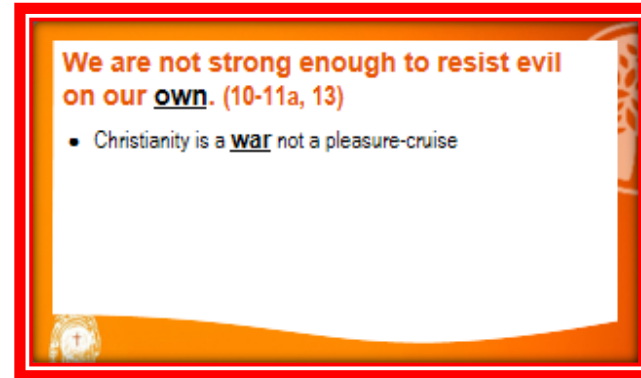 We are not strong enough to resist evil
on our own. (10-11a, 13)
• Christianity is a war not a pleasure-cruise